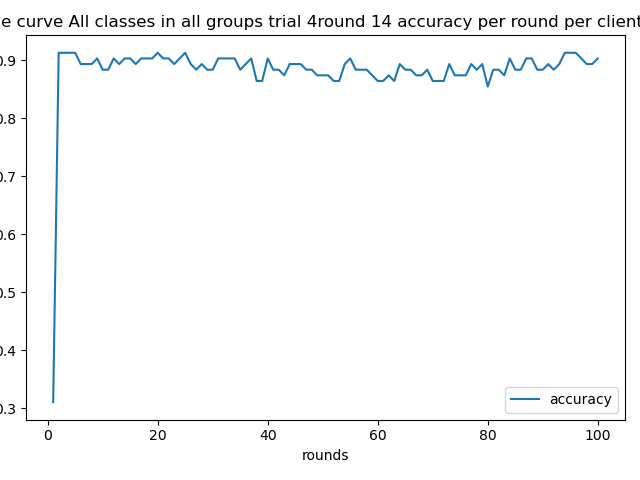 e curve All classes in all groups trial 4round 14 accuracy per round per client
0.9
0.8
0.7
0.6
0.5
0.4
0.3
accuracy
0 20 40 60 80 100
rounds